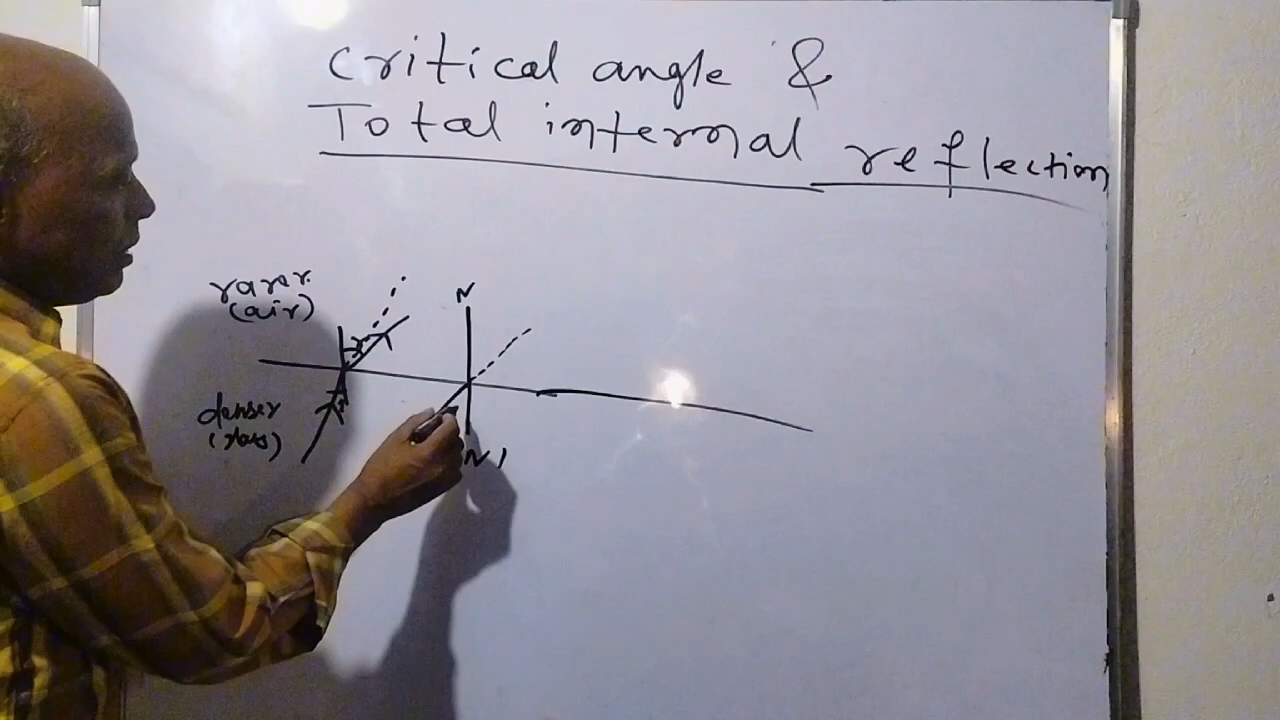 Critical angle &
Total internal reflection
rarer.
(air)
N
r
denser
(glass)
i
N'